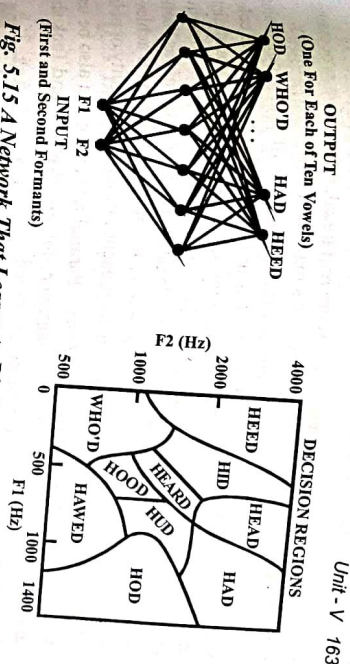 Unit - V 163
OUTPUT
(One For Each of Ten Vowels)
HOD WHO'D ... HAD HEED
F1 F2
INPUT
(First and Second Formants)
DECISION REGIONS
F2 (Hz)
4000
2000
1000
500
HEED
HID
HEAD
HAD
HEARD
WHO'D
HOOD
HUD
HAWED
HOD
0 500 1000 1400
F1 (Hz)
Fig. 5.15 A Network That